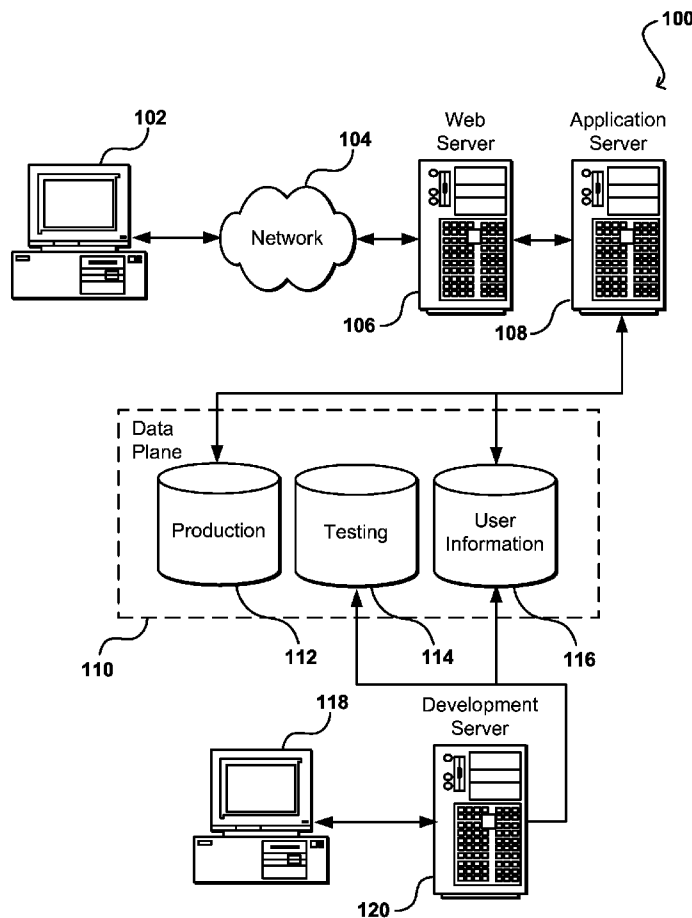 100
102
104
Web
Server
Application
Server
Network
106
108
Data
Plane
Production
Testing
User
Information
110
112
114
116
118
Development
Server
120